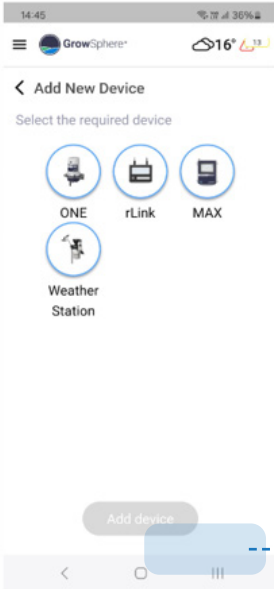 14:45 36%
GrowSphere 16° 13
Add New Device
Select the required device
ONE rLink MAX
Weather
Station
Add device